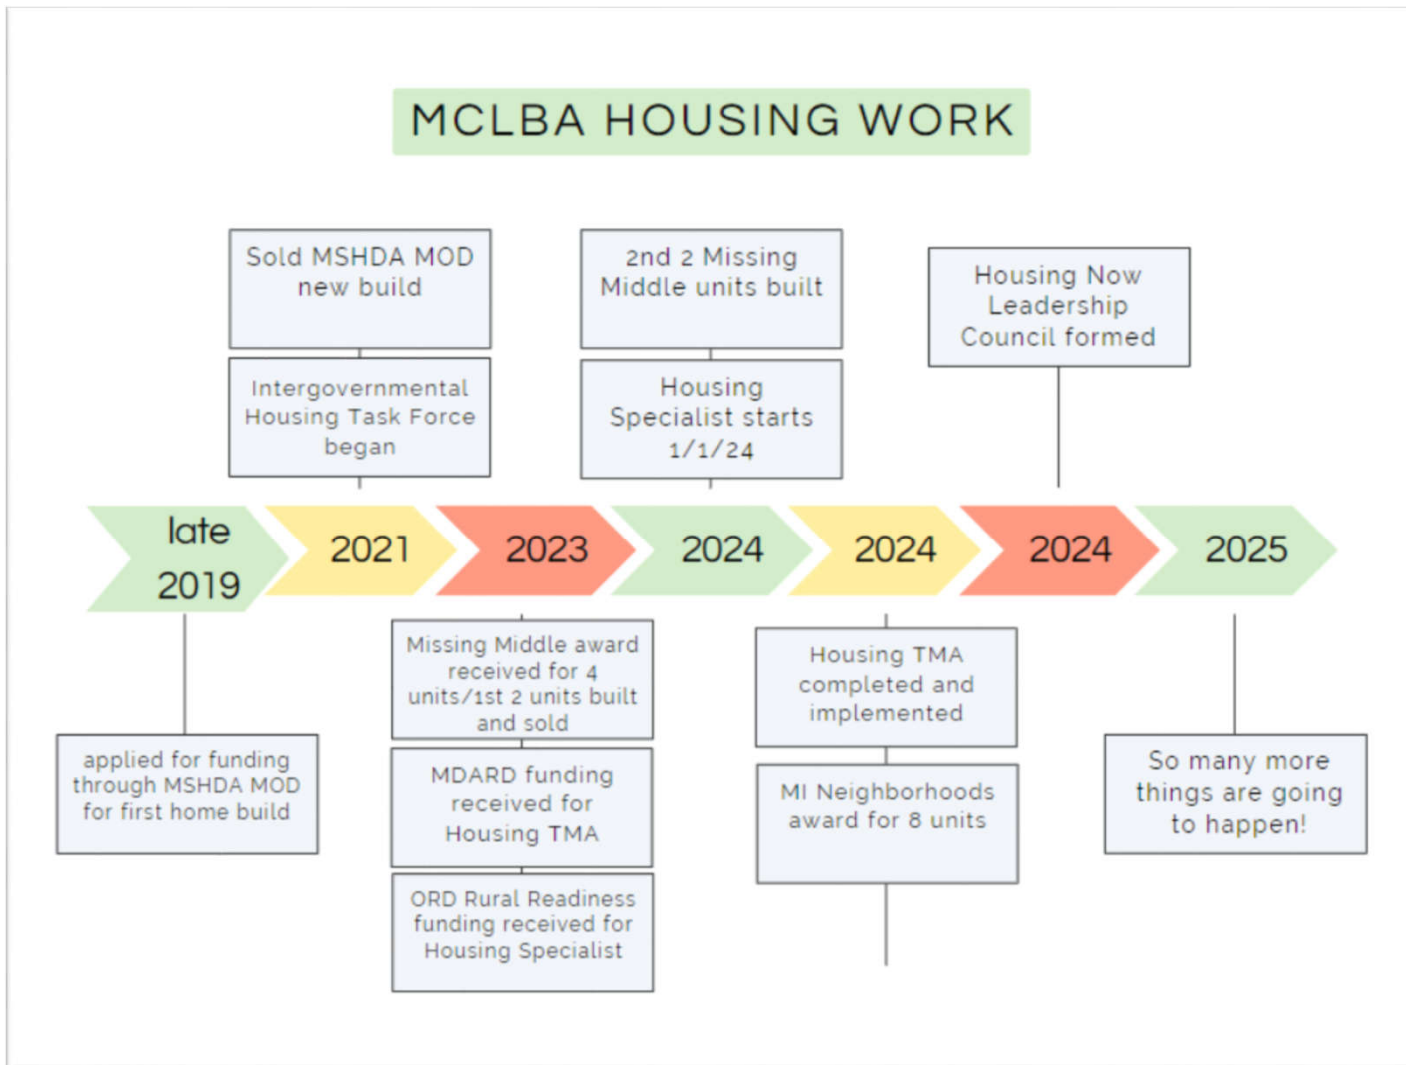 MCLBA HOUSING WORK
Sold MSHDA MOD
new build
Intergovernmental
Housing Task Force
began
2nd 2 Missing
Middle units built
Housing
Specialist starts
1/1/24
Housing Now
Leadership
Council formed
late
2019
2021
2023
2024
2024
2024
2025
applied for funding
through MSHDA MOD
for first home build
Missing Middle award
received for 4
units/1st 2 units built
and sold
MDARD funding
received for
Housing TMA
ORD Rural Readiness
funding received for
Housing Specialist
Housing TMA
completed and
implemented
MI Neighborhoods
award for 8 units
So many more
things are going
to happen!